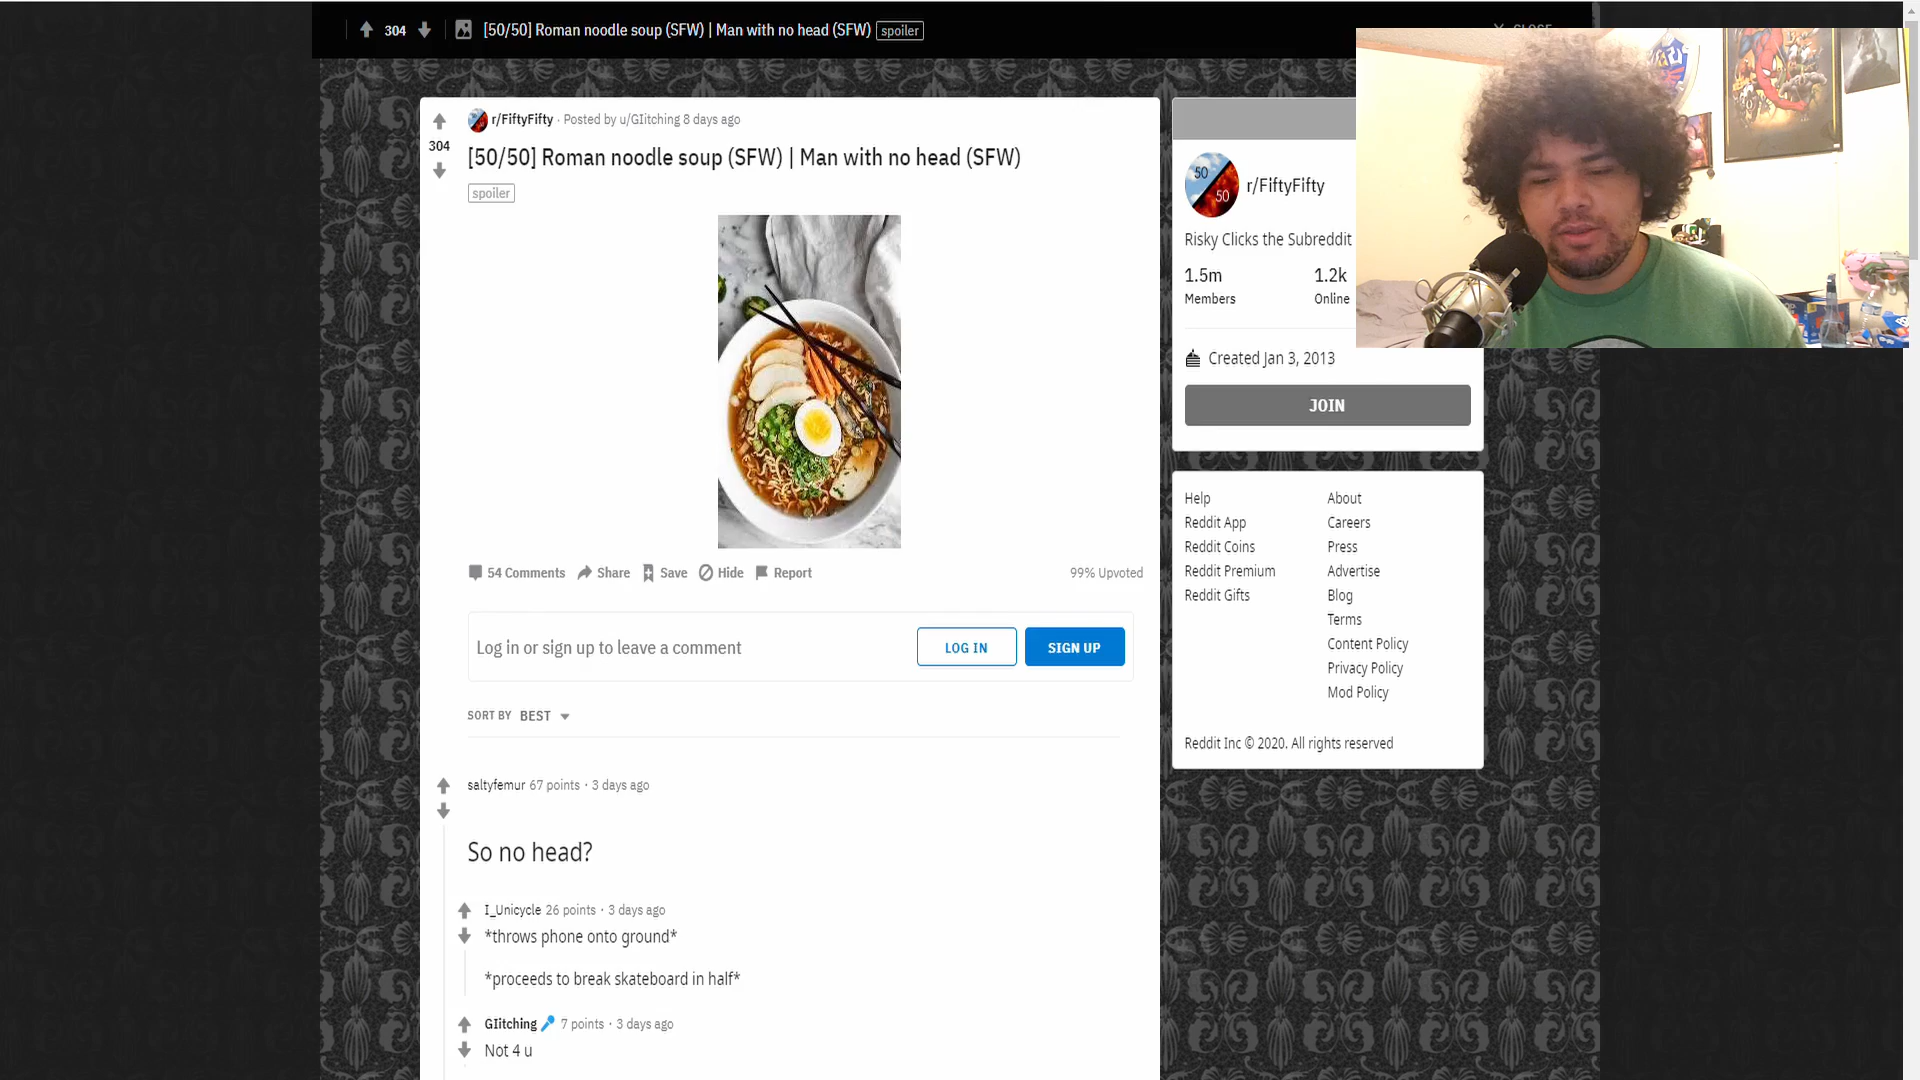 304
[50/50] Roman noodle soup (SFW) | Man with no head (SFW) spoiler
CLOSE
r/FiftyFifty · Posted by u/GIitching 8 days ago
304
[50/50] Roman noodle soup (SFW) | Man with no head (SFW)
spoiler
54 Comments Share Save Hide Report
99% Upvoted
Log in or sign up to leave a comment
LOG IN
SIGN UP
SORT BY BEST
saltyfemur 67 points · 3 days ago
So no head?
I_Unicycle 26 points · 3 days ago
*throws phone onto ground*
*proceeds to break skateboard in half*
GIitching 7 points · 3 days ago
Not 4 u
50
50
r/FiftyFifty
Risky Clicks the Subreddit
1.5m
Members
1.2k
Online
Created Jan 3, 2013
JOIN
Help
Reddit App
Reddit Coins
Reddit Premium
Reddit Gifts
About
Careers
Press
Advertise
Blog
Terms
Content Policy
Privacy Policy
Mod Policy
Reddit Inc © 2020. All rights reserved